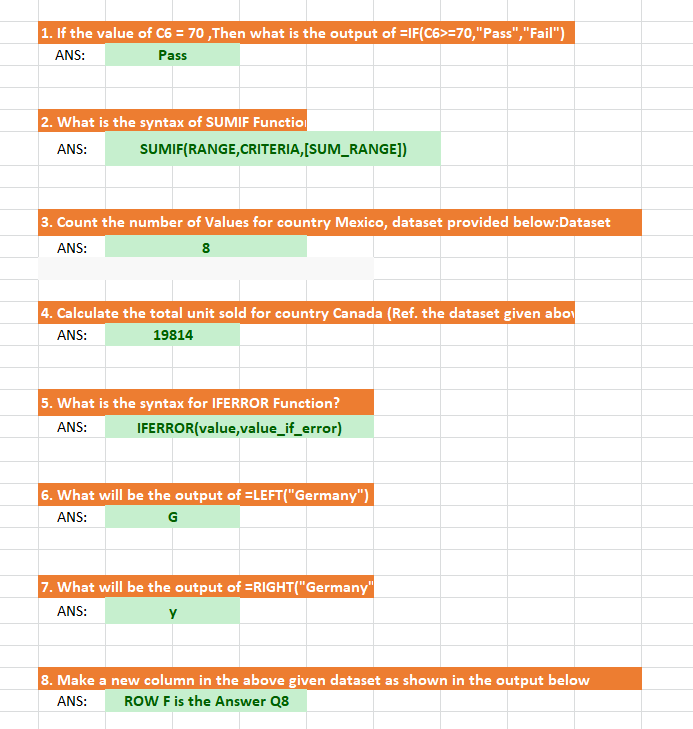 1. If the value of C6 = 70 ,Then what is the output of =IF(C6>=70,"Pass","Fail")
ANS: Pass
2. What is the syntax of SUMIF Functio
ANS: SUMIF(RANGE,CRITERIA,[SUM_RANGE])
3. Count the number of Values for country Mexico, dataset provided below:Dataset
ANS: 8
4. Calculate the total unit sold for country Canada (Ref. the dataset given abov
ANS: 19814
5. What is the syntax for IFERROR Function?
ANS: IFERROR(value,value_if_error)
6. What will be the output of =LEFT("Germany")
ANS: G
7. What will be the output of =RIGHT("Germany"
ANS: y
8. Make a new column in the above given dataset as shown in the output below
ANS: ROW F is the Answer Q8